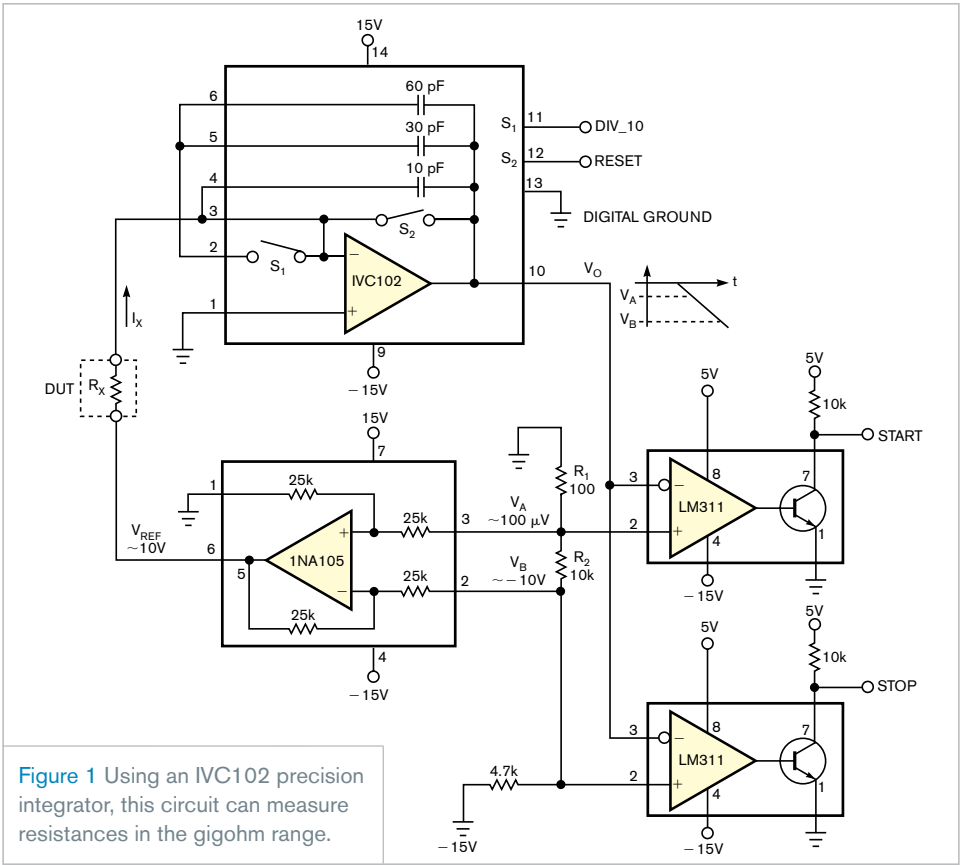 15V
14
60 pF
6
S1 11 DIV_10
30 pF
5
S2 12 RESET
10 pF
4
13
3
DIGITAL GROUND
S2
2
S1
−
IVC102
10
VO
t
VA
VB
1
+
IX
9
−15V
DUT RX
5V
5V
10k
START
15V
7
1
25k
R1
100
3
−
8
7
LM311
VA
~100 µV
25k
3
2
+
4
1
VREF
~10V
6
+
1NA105
5
−
VB
~−10V
R2
10k
25k
2
−15V
25k
5V
5V
4
−15V
10k
STOP
3
−
8
7
LM311
4.7k
2
+
4
1
−15V
−15V
Figure 1 Using an IVC102 precision
integrator, this circuit can measure
resistances in the gigohm range.